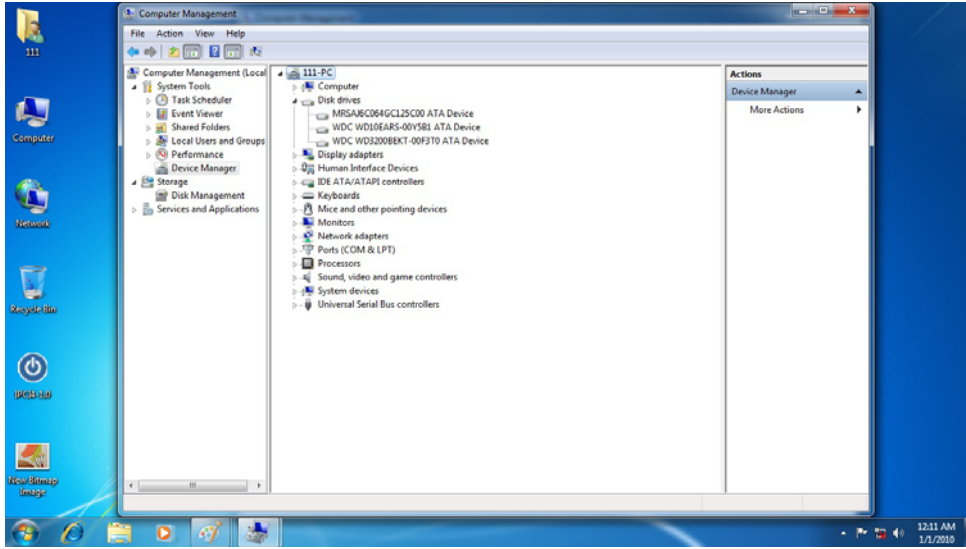 Computer Management
File Action View Help
Computer Management (Local
System Tools
Task Scheduler
Event Viewer
Shared Folders
Local Users and Groups
Performance
Device Manager
Storage
Disk Management
Services and Applications
111-PC
Computer
Disk drives
MRSAJ6C064GC125C00 ATA Device
WDC WD10EARS-00Y5B1 ATA Device
WDC WD3200BEKT-00F3T0 ATA Device
Display adapters
Human Interface Devices
IDE ATA/ATAPI controllers
Keyboards
Mice and other pointing devices
Monitors
Network adapters
Ports (COM & LPT)
Processors
Sound, video and game controllers
System devices
Universal Serial Bus controllers
Actions
Device Manager
More Actions
111
Computer
Network
Recycle Bin
New Bitmap
Image
12:11 AM
1/1/2010